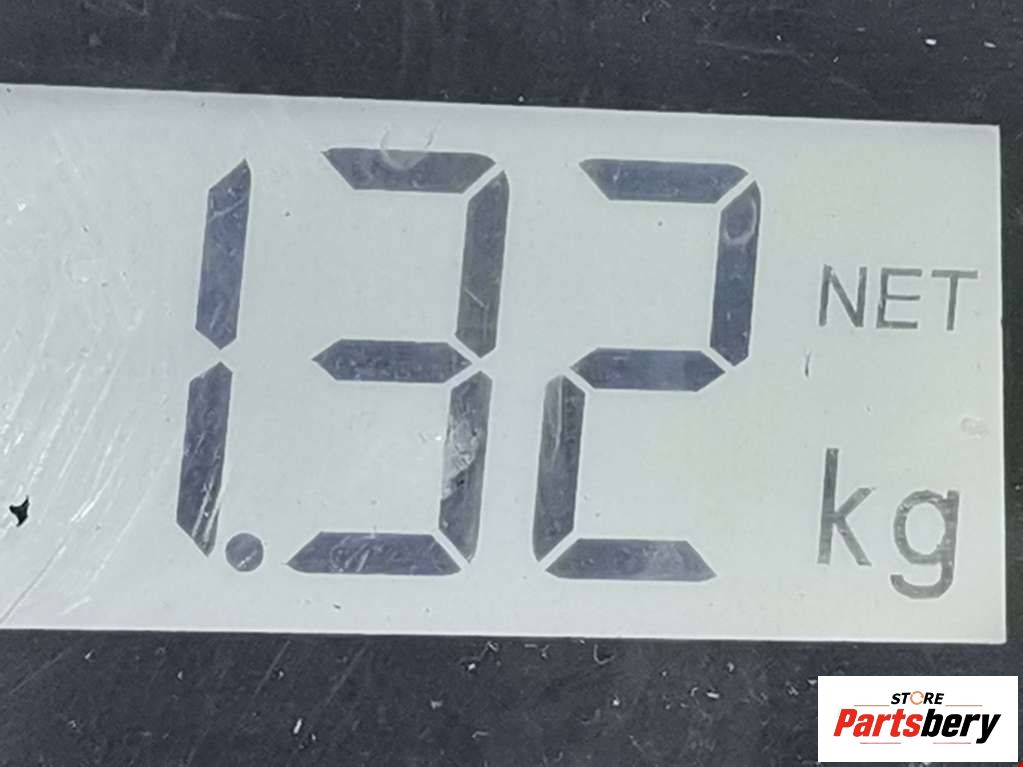 1.32
NET
kg
STORE
Partsbery